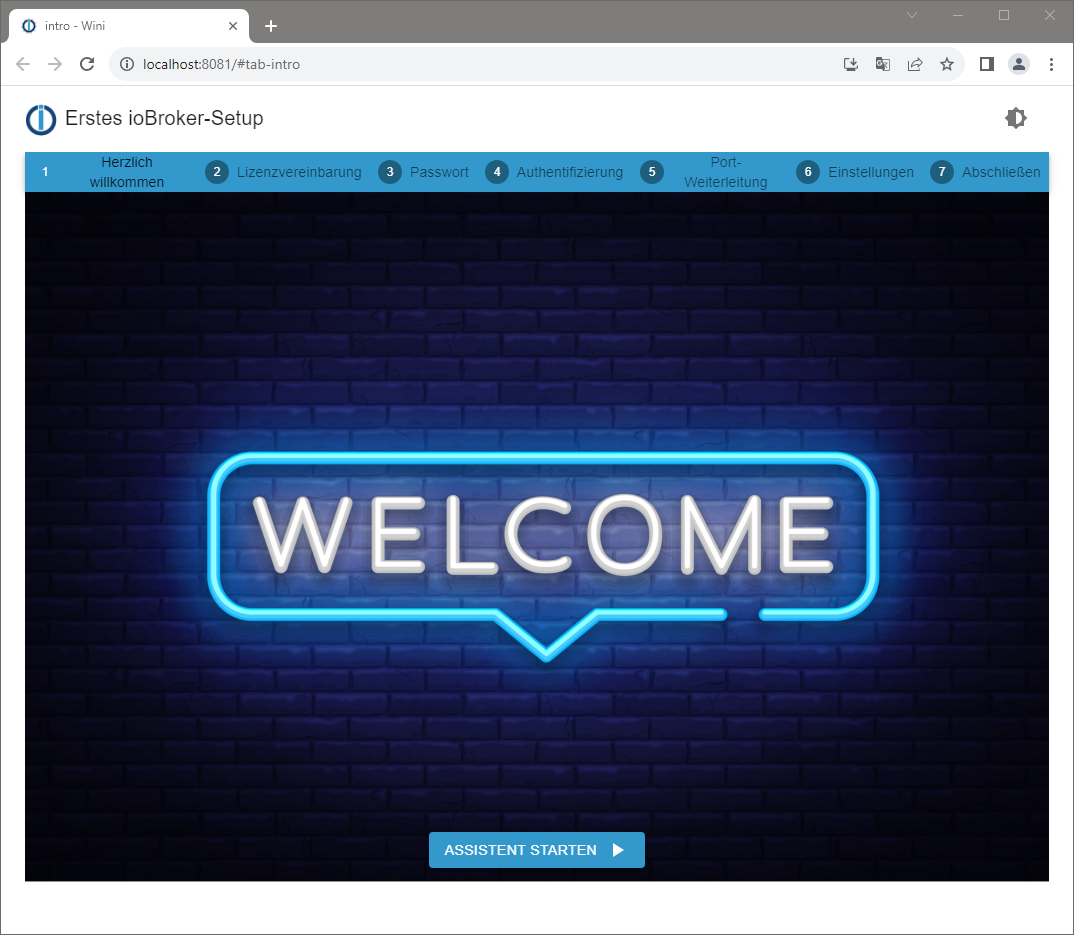 intro - Wini
localhost:8081/#tab-intro
Erstes ioBroker-Setup
1 Herzlich willkommen
2 Lizenzvereinbarung
3 Passwort
4 Authentifizierung
5 Port-Weiterleitung
6 Einstellungen
7 Abschließen
WELCOME
ASSISTENT STARTEN